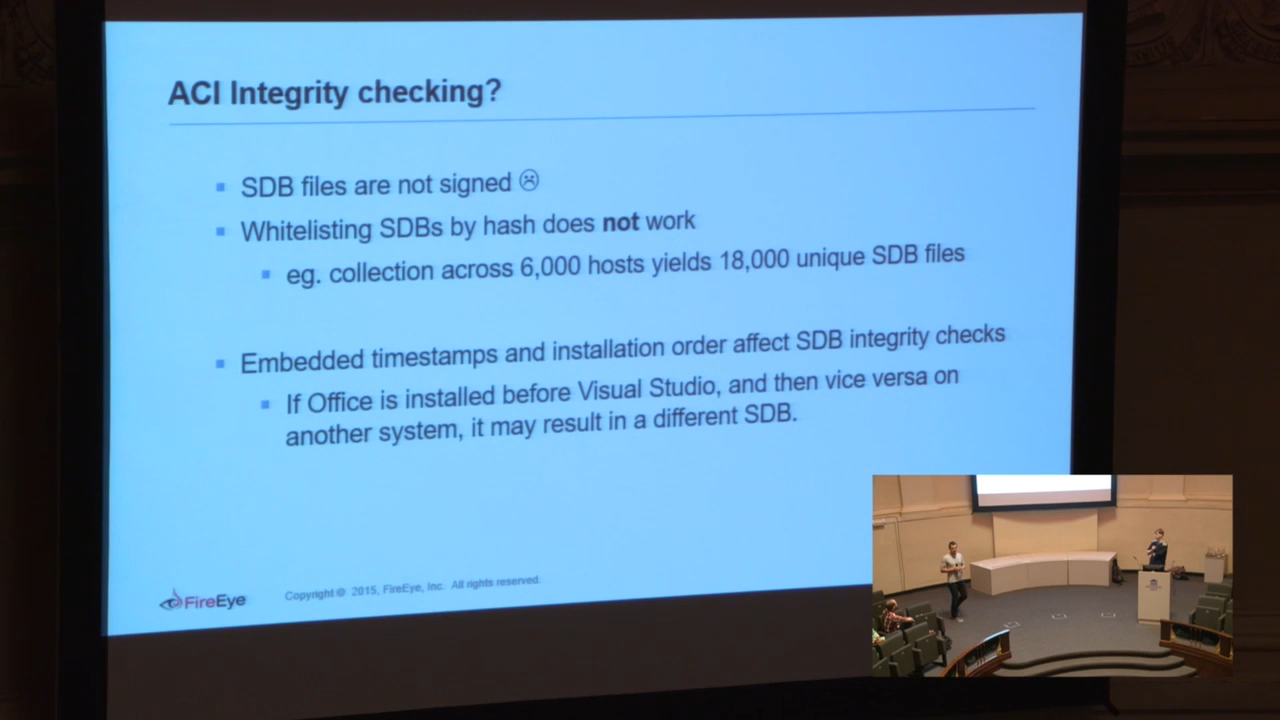 ACI Integrity checking?
SDB files are not signed ☹
Whitelisting SDBs by hash does not work
eg. collection across 6,000 hosts yields 18,000 unique SDB files
Embedded timestamps and installation order affect SDB integrity checks
If Office is installed before Visual Studio, and then vice versa on
another system, it may result in a different SDB.
FireEye
Copyright © 2015, FireEye, Inc. All rights reserved.